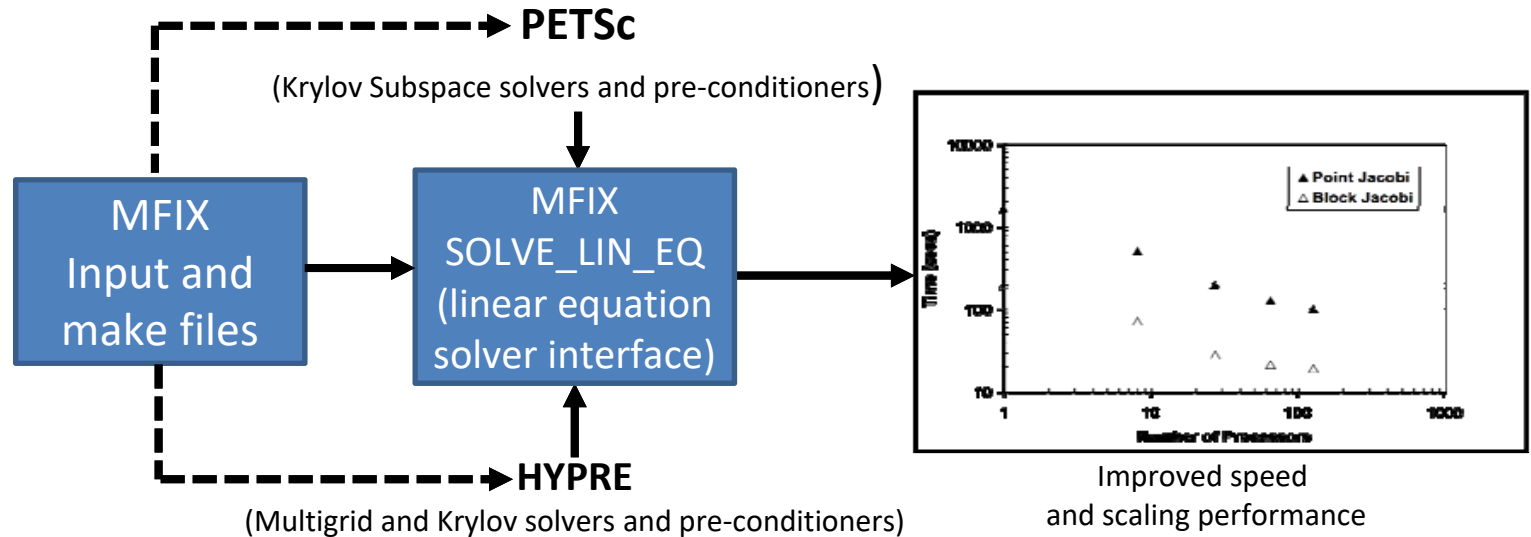 PETSc
(Krylov Subspace solvers and pre-conditioners)
MFIX
Input and
make files
MFIX
SOLVE_LIN_EQ
(linear equation
solver interface)
HYPRE
(Multigrid and Krylov solvers and pre-conditioners)
10000
1000
100
10
Time (secs)
▲ Point Jacobi
△ Block Jacobi
1 10 100 1000
Number of Processors
Improved speed
and scaling performance